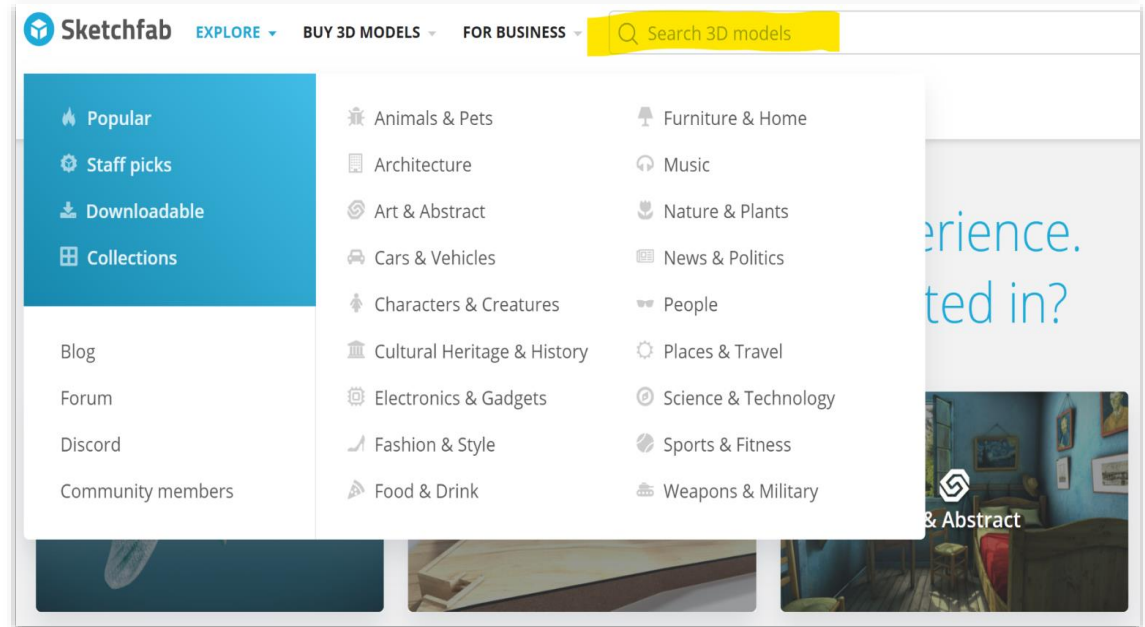 Sketchfab EXPLORE BUY 3D MODELS FOR BUSINESS Search 3D models
Popular
Staff picks
Downloadable
Collections
Blog
Forum
Discord
Community members
Animals & Pets
Architecture
Art & Abstract
Cars & Vehicles
Characters & Creatures
Cultural Heritage & History
Electronics & Gadgets
Fashion & Style
Food & Drink
Furniture & Home
Music
Nature & Plants
News & Politics
People
Places & Travel
Science & Technology
Sports & Fitness
Weapons & Military
erience.
ted in?
& Abstract